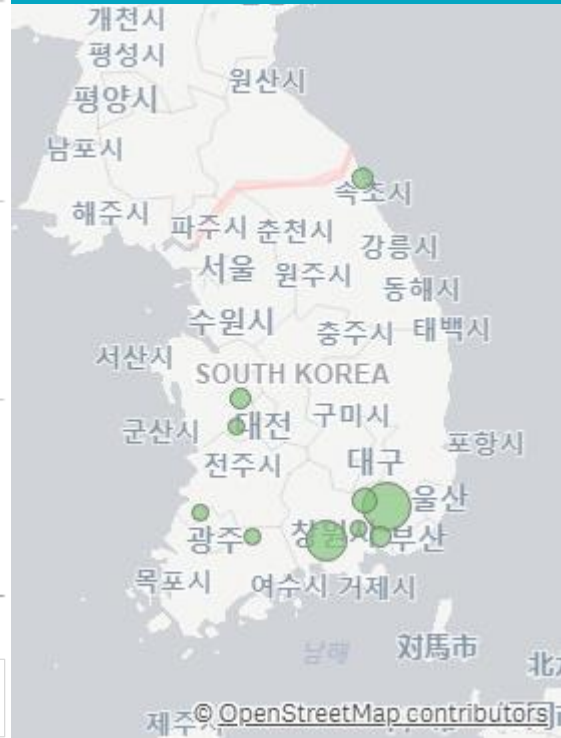 개천시
평성시
원산시
평양시
남포시
속초시
해주시
파주시 춘천시
강릉시
서울 원주시
동해시
수원시
충주시 태백시
서산시
SOUTH KOREA
군산시 대전 구미시
포항시
전주시 대구
울산
광주 창원시 부산
목포시 여수시 거제시
남해 対馬市
제주
© OpenStreetMap contributors